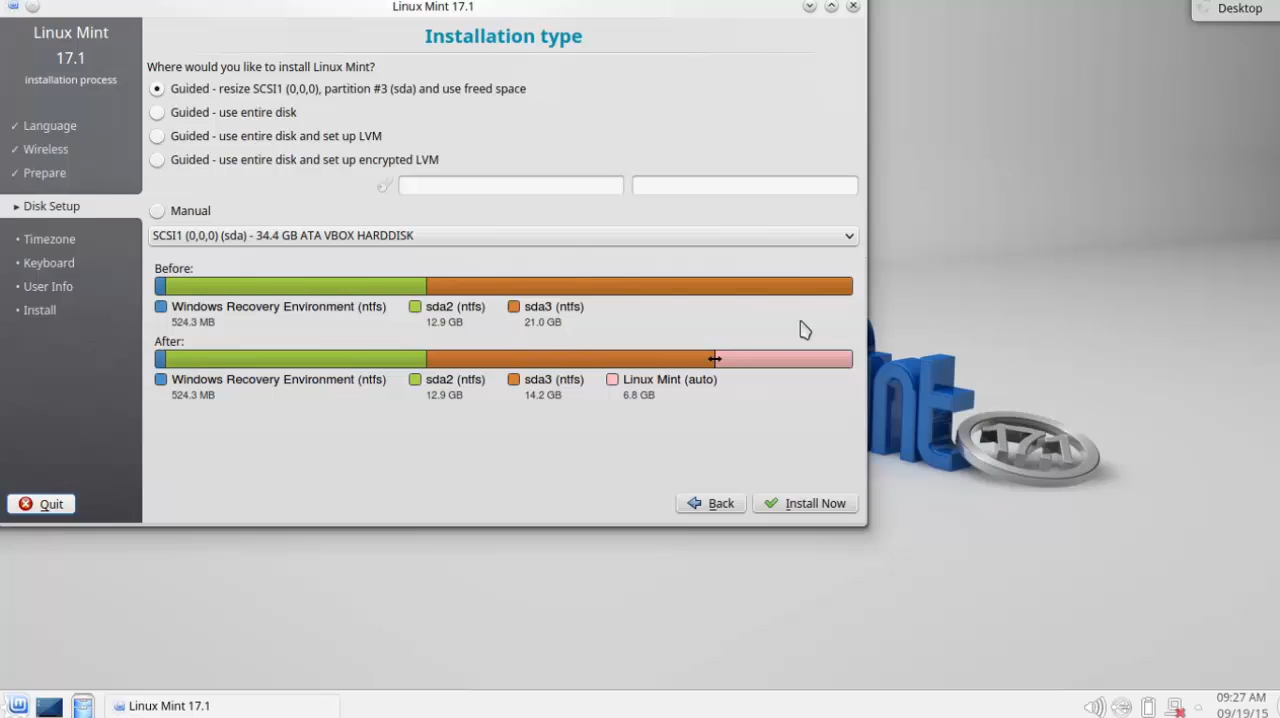 Linux Mint 17.1
Desktop
Linux Mint
17.1
installation process
✓ Language
✓ Wireless
✓ Prepare
▸ Disk Setup
• Timezone
• Keyboard
• User Info
• Install
Quit
Installation type
Where would you like to install Linux Mint?
Guided - resize SCSI1 (0,0,0), partition #3 (sda) and use freed space
Guided - use entire disk
Guided - use entire disk and set up LVM
Guided - use entire disk and set up encrypted LVM
Manual
SCSI1 (0,0,0) (sda) - 34.4 GB ATA VBOX HARDDISK
Before:
Windows Recovery Environment (ntfs) sda2 (ntfs) sda3 (ntfs)
524.3 MB 12.9 GB 21.0 GB
After:
Windows Recovery Environment (ntfs) sda2 (ntfs) sda3 (ntfs) Linux Mint (auto)
524.3 MB 12.9 GB 14.2 GB 6.8 GB
Back Install Now
nt
17.1
Linux Mint 17.1
09:27 AM
09/19/15